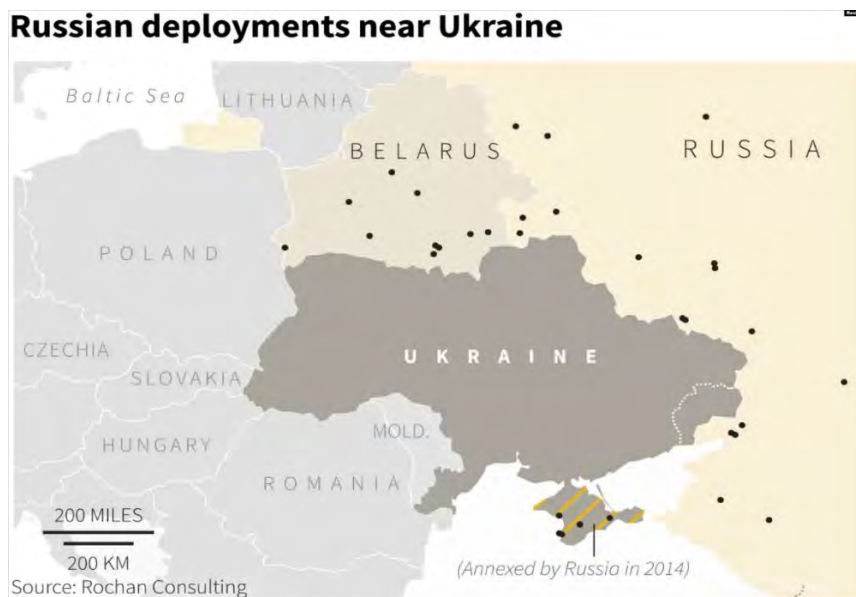 Russian deployments near Ukraine
Baltic Sea
LITHUANIA
BELARUS
RUSSIA
POLAND
CZECHIA
UKRAINE
SLOVAKIA
MOLD.
HUNGARY
ROMANIA
200 MILES
200 KM
(Annexed by Russia in 2014)
Source: Rochan Consulting